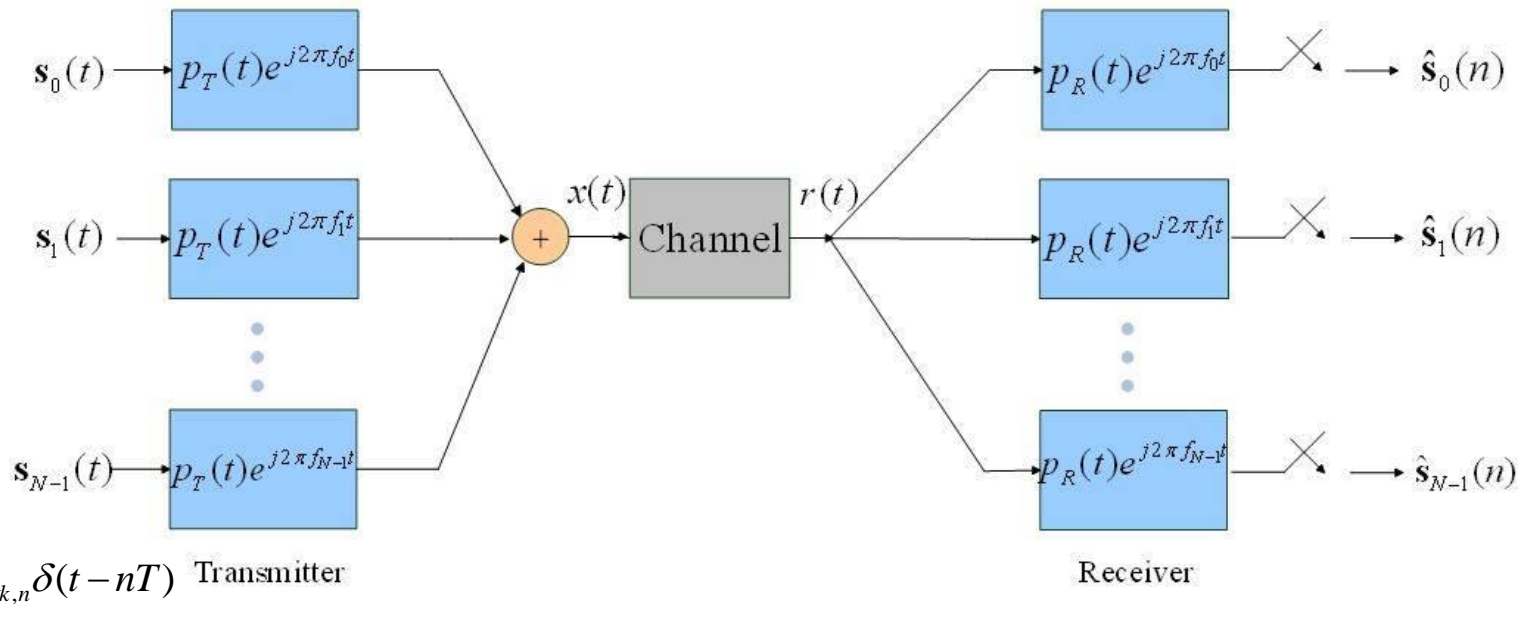 s_0(t) p_T(t)e^{j2πf_0t} p_R(t)e^{j2πf_0t} ŝ_0(n)
x(t) r(t)
s_1(t) p_T(t)e^{j2πf_1t} + Channel p_R(t)e^{j2πf_1t} ŝ_1(n)
s_{N-1}(t) p_T(t)e^{j2πf_{N-1}t} p_R(t)e^{j2πf_{N-1}t} ŝ_{N-1}(n)
Transmitter Receiver
_{k,n}δ(t-nT)